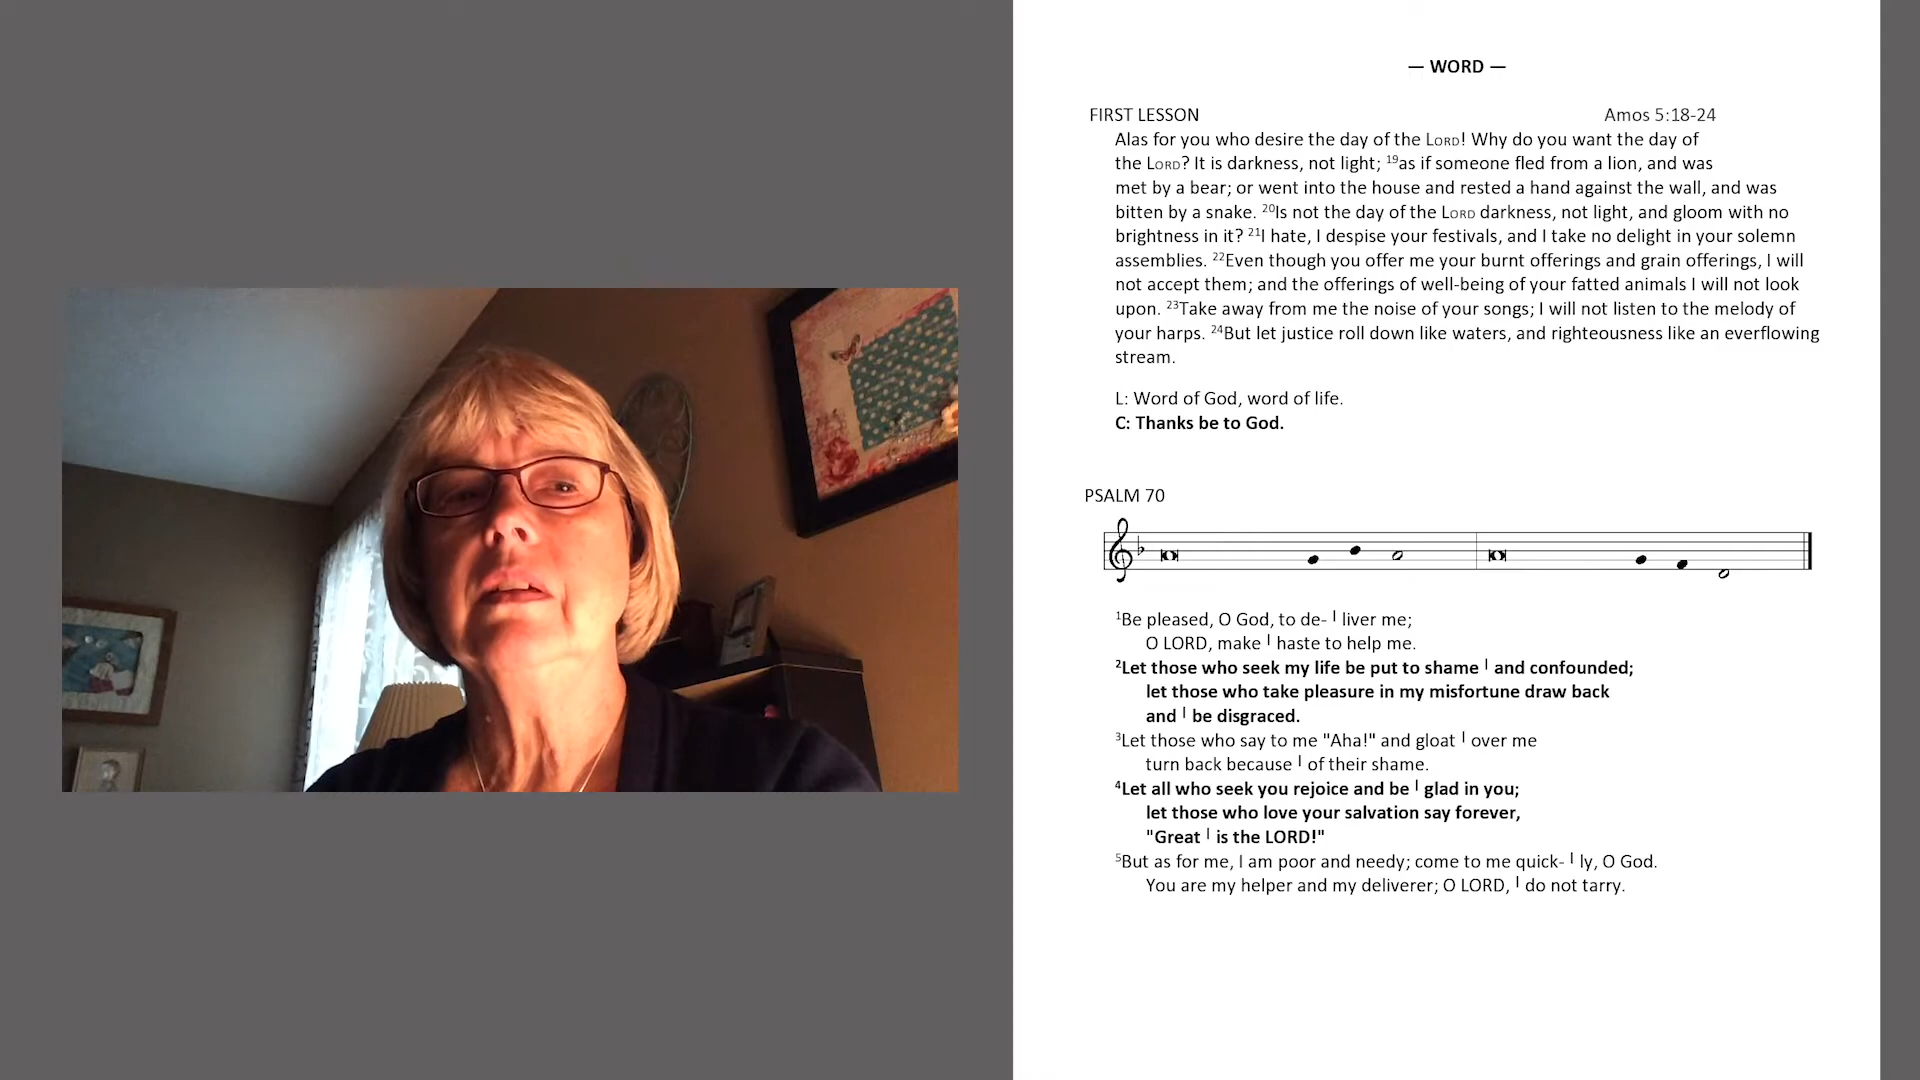 — WORD —
FIRST LESSON Amos 5:18-24
Alas for you who desire the day of the LORD! Why do you want the day of
the LORD? It is darkness, not light; 19as if someone fled from a lion, and was
met by a bear; or went into the house and rested a hand against the wall, and was
bitten by a snake. 20Is not the day of the LORD darkness, not light, and gloom with no
brightness in it? 21I hate, I despise your festivals, and I take no delight in your solemn
assemblies. 22Even though you offer me your burnt offerings and grain offerings, I will
not accept them; and the offerings of well-being of your fatted animals I will not look
upon. 23Take away from me the noise of your songs; I will not listen to the melody of
your harps. 24But let justice roll down like waters, and righteousness like an everflowing
stream.
L: Word of God, word of life.
C: Thanks be to God.
PSALM 70
1Be pleased, O God, to de- | liver me;
O LORD, make | haste to help me.
2Let those who seek my life be put to shame | and confounded;
let those who take pleasure in my misfortune draw back
and | be disgraced.
3Let those who say to me "Aha!" and gloat | over me
turn back because | of their shame.
4Let all who seek you rejoice and be | glad in you;
let those who love your salvation say forever,
"Great | is the LORD!"
5But as for me, I am poor and needy; come to me quick- | ly, O God.
You are my helper and my deliverer; O LORD, | do not tarry.